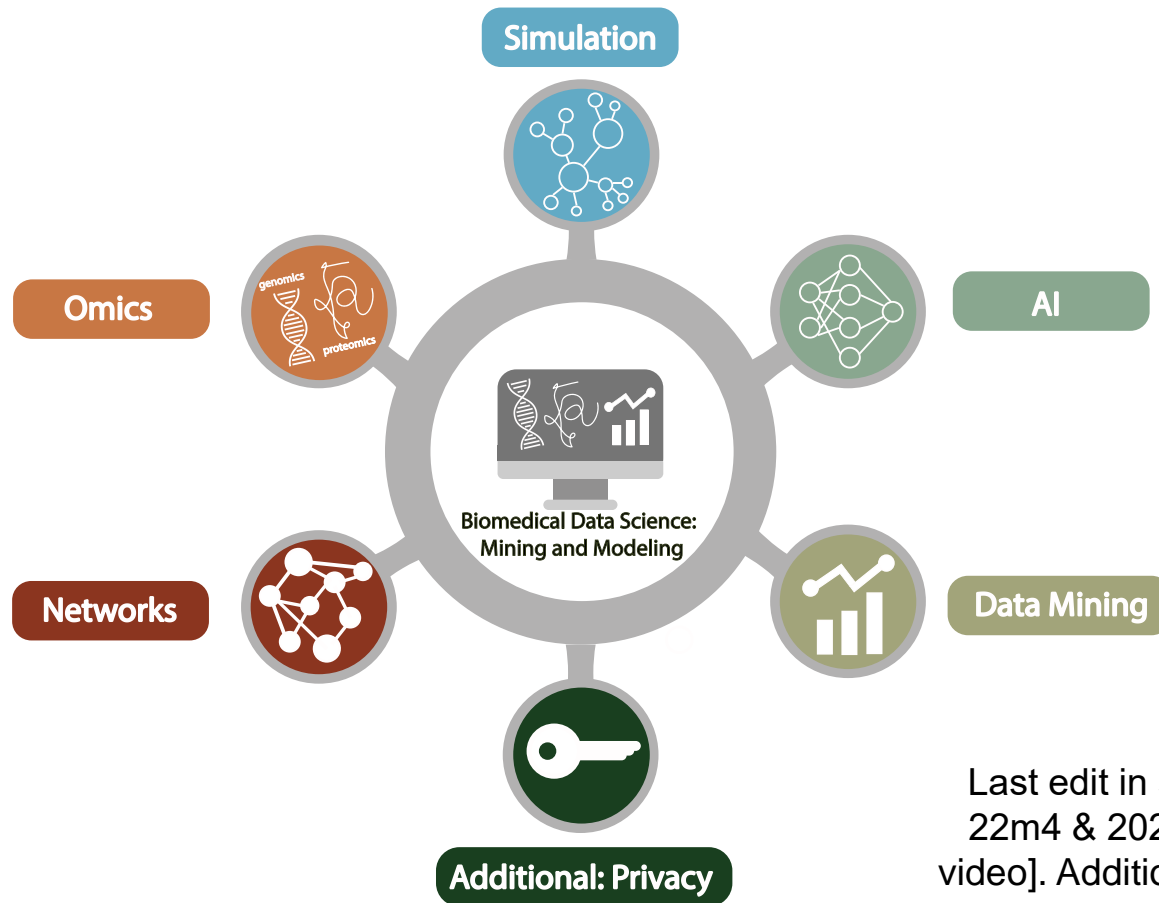 Simulation
genomics
proteomics
Omics
AI
Biomedical Data Science:
Mining and Modeling
Networks
Data Mining
Additional: Privacy
Last edit in
22m4 & 202
video]. Additio